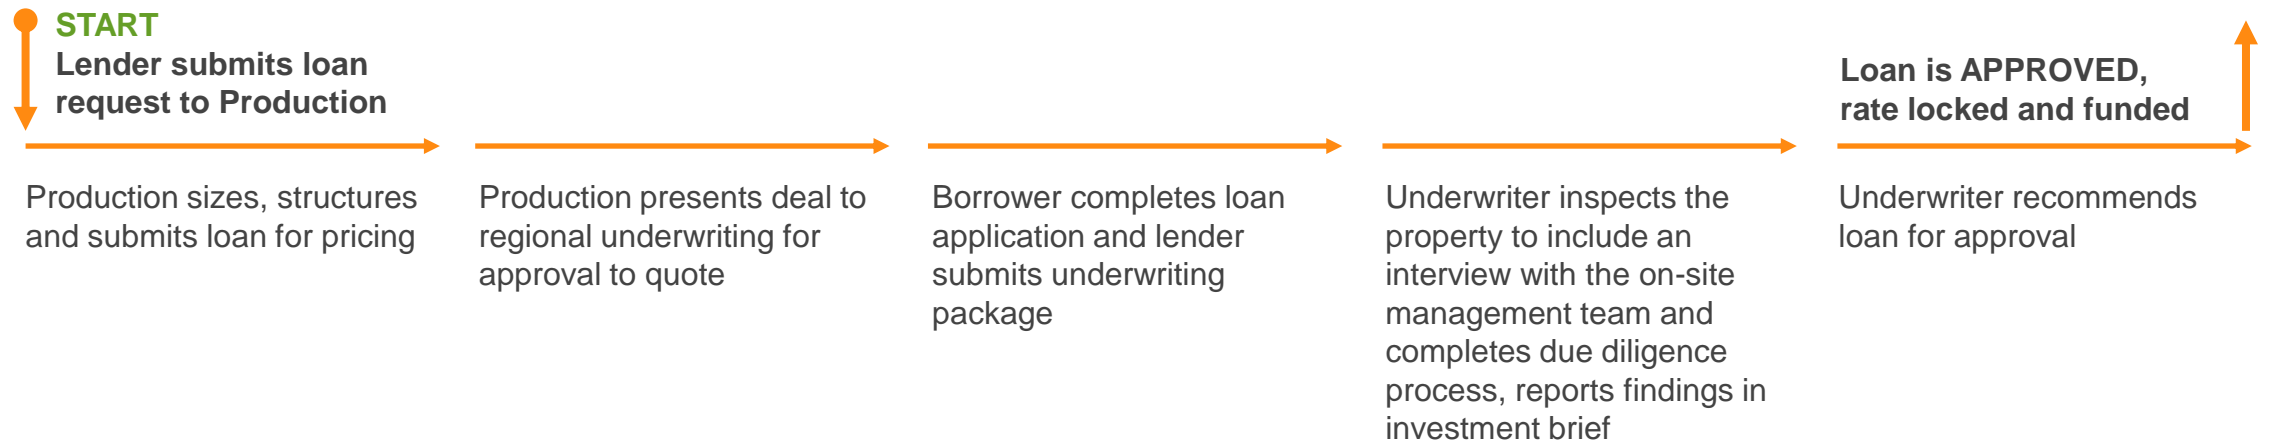 START
Lender submits loan
request to Production
Loan is APPROVED,
rate locked and funded
Production sizes, structures
and submits loan for pricing
Production presents deal to
regional underwriting for
approval to quote
Borrower completes loan
application and lender
submits underwriting
package
Underwriter inspects the
property to include an
interview with the on-site
management team and
completes due diligence
process, reports findings in
investment brief
Underwriter recommends
loan for approval